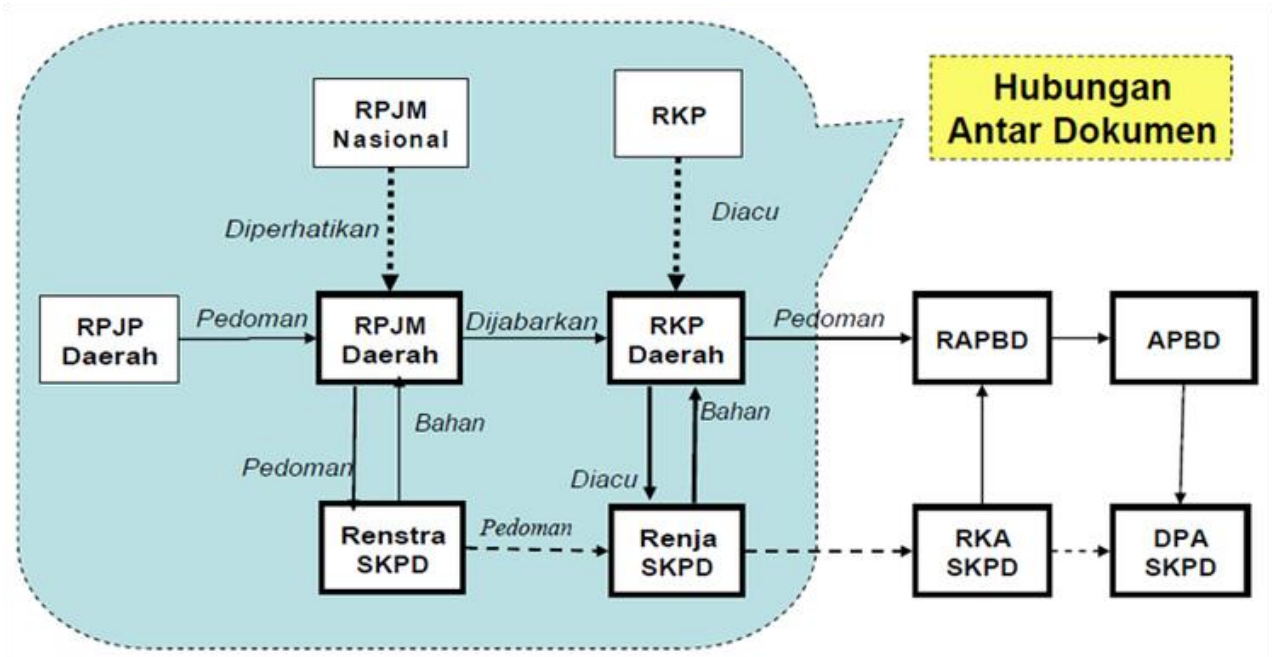 Hubungan
Antar Dokumen
RPJM
Nasional
RKP
Diperhatikan
Diacu
RPJP
Daerah
Pedoman
RPJM
Daerah
Dijabarkan
RKP
Daerah
Pedoman
RAPBD
APBD
Pedoman
Bahan
Diacu
Bahan
Renstra
SKPD
Pedoman
Renja
SKPD
RKA
SKPD
DPA
SKPD